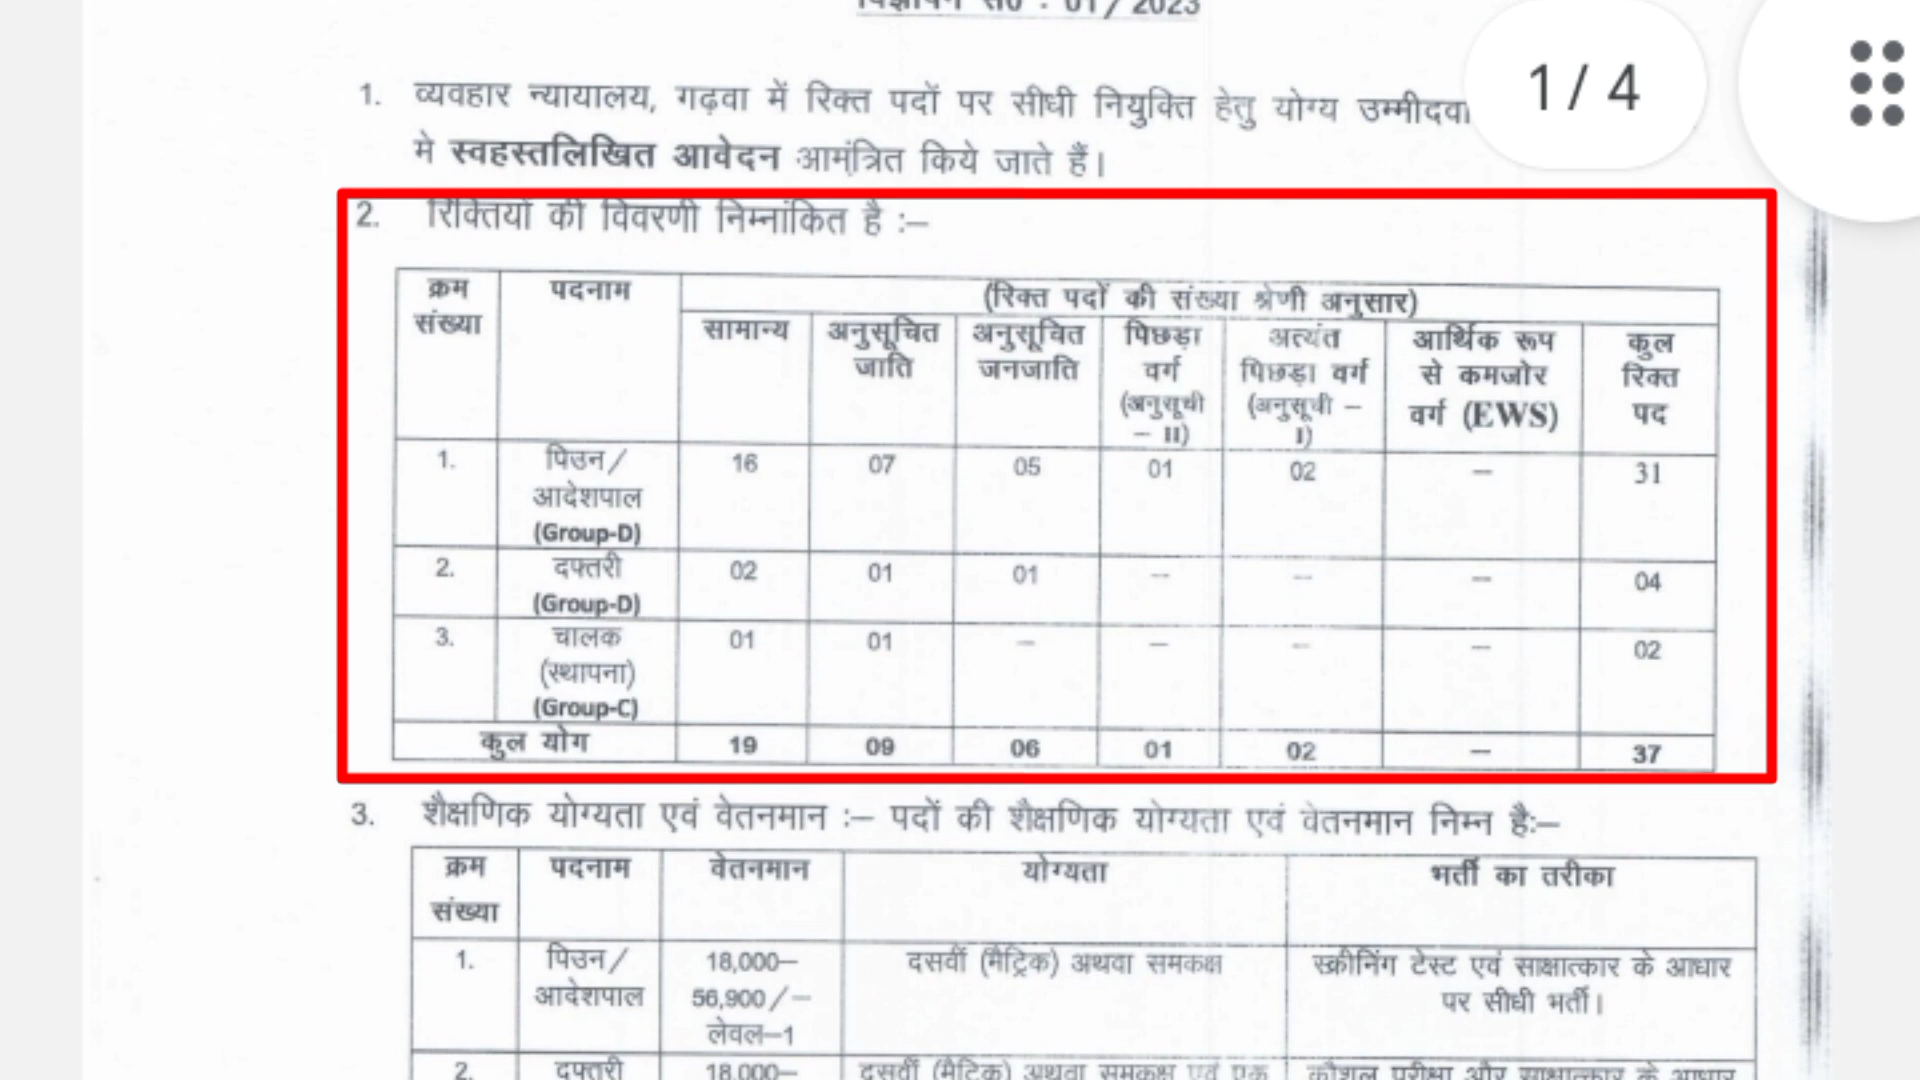 विज्ञापन सं० : 01/2023
1 / 4
1. व्यवहार न्यायालय, गढ़वा में रिक्त पदों पर सीधी नियुक्ति हेतु योग्य
मे स्वहस्तलिखित आवेदन आमंत्रित किये जाते हैं।
2. रिक्तियों की विवरणी निम्नांकित है :–
क्रम संख्या पदनाम (रिक्त पदों की संख्या श्रेणी अनुसार)
सामान्य अनुसूचित जाति अनुसूचित जनजाति पिछड़ा वर्ग (अनुसूची – II) अत्यंत पिछड़ा वर्ग (अनुसूची – I) आर्थिक रूप से कमजोर वर्ग (EWS) कुल रिक्त पद
1. पिउन/ आदेशपाल (Group-D) 16 07 05 01 02 – 31
2. दफ्तरी (Group-D) 02 01 01 – – – 04
3. चालक (स्थापना) (Group-C) 01 01 – – – – 02
कुल योग 19 09 06 01 02 – 37
3. शैक्षणिक योग्यता एवं वेतनमान :– पदों की शैक्षणिक योग्यता एवं वेतनमान निम्न है:–
क्रम संख्या पदनाम वेतनमान योग्यता भर्ती का तरीका
1. पिउन/ आदेशपाल 18,000– 56,900/– लेवल–1 दसवीं (मैट्रिक) अथवा समकक्ष स्क्रीनिंग टेस्ट एवं साक्षात्कार के आधार पर सीधी भर्ती।
2. दफ्तरी 18,000– दसवीं (मैट्रिक) अथवा समकक्ष एवं एक कौशल परीक्षा और साक्षात्कार के आधार